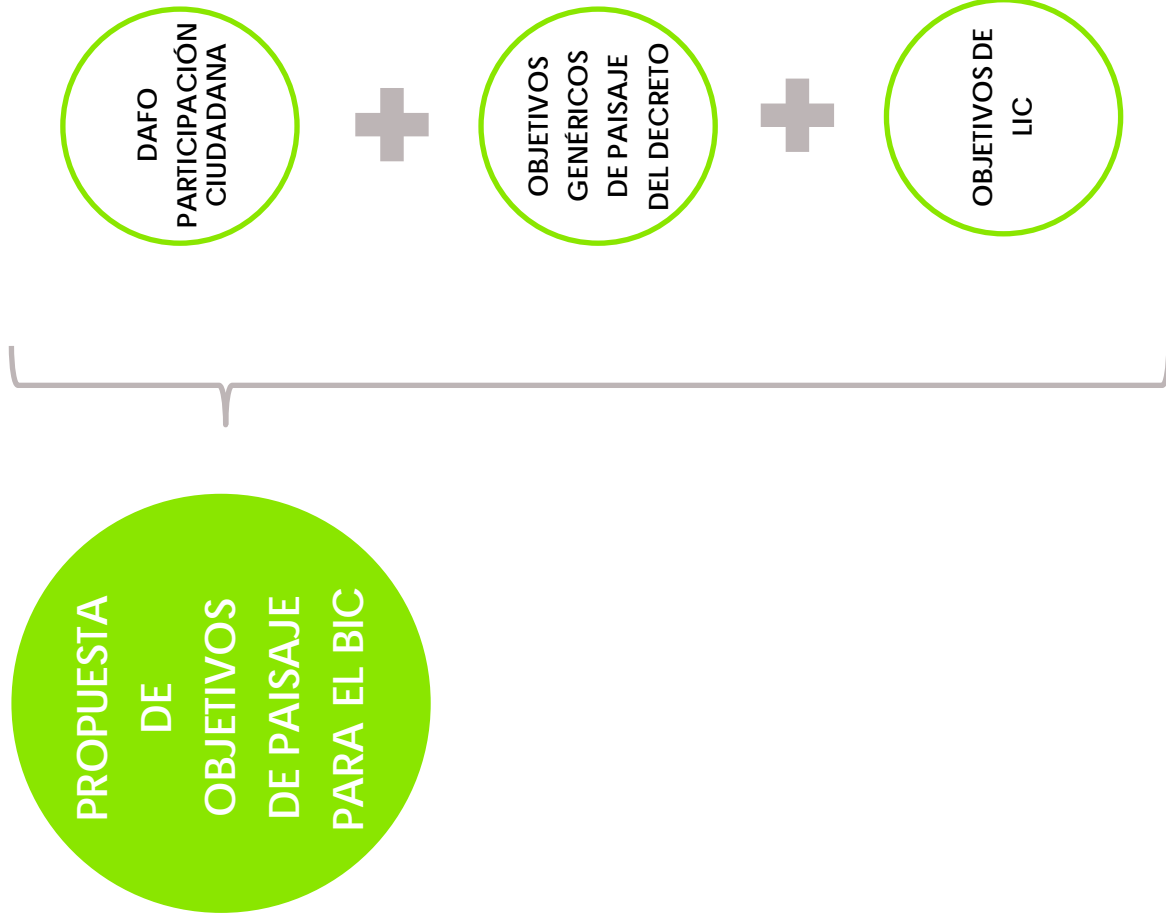 PROPUESTA
DE
OBJETIVOS
DE PAISAJE
PARA EL BIC
DAFO
PARTICIPACIÓN
CIUDADANA
OBJETIVOS
GENÉRICOS
DE PAISAJE
DEL DECRETO
OBJETIVOS DE
LIC